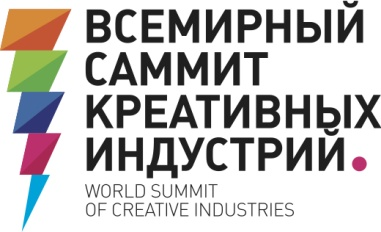 ВСЕМИРНЫЙ
САММИТ
КРЕАТИВНЫХ
ИНДУСТРИЙ.
WORLD SUMMIT
OF CREATIVE INDUSTRIES